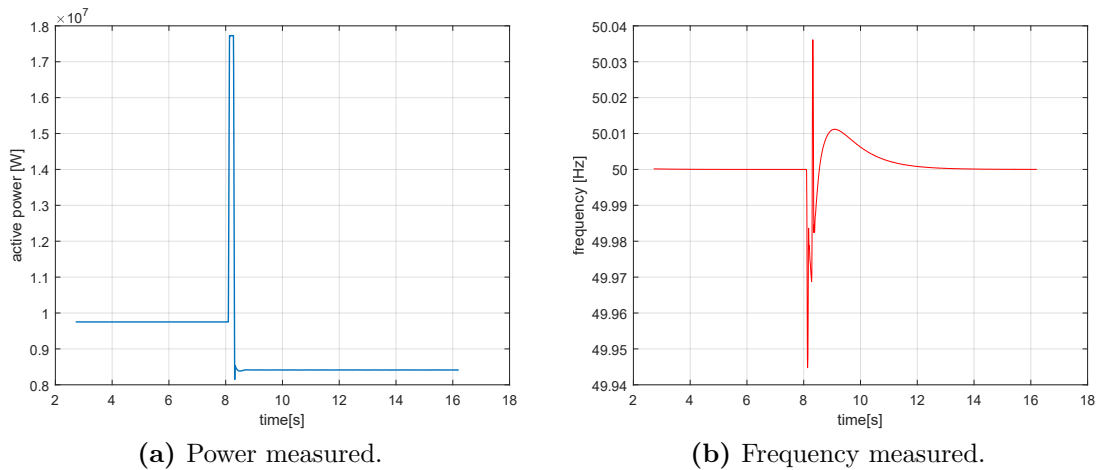 ×10^7
1.8
1.7
1.6
1.5
1.4
1.3
1.2
1.1
1
0.9
0.8
2 4 6 8 10 12 14 16 18
active power [W]
time[s]
(a) Power measured.
50.04
50.03
50.02
50.01
50
49.99
49.98
49.97
49.96
49.95
49.94
2 4 6 8 10 12 14 16 18
frequency [Hz]
time[s]
(b) Frequency measured.